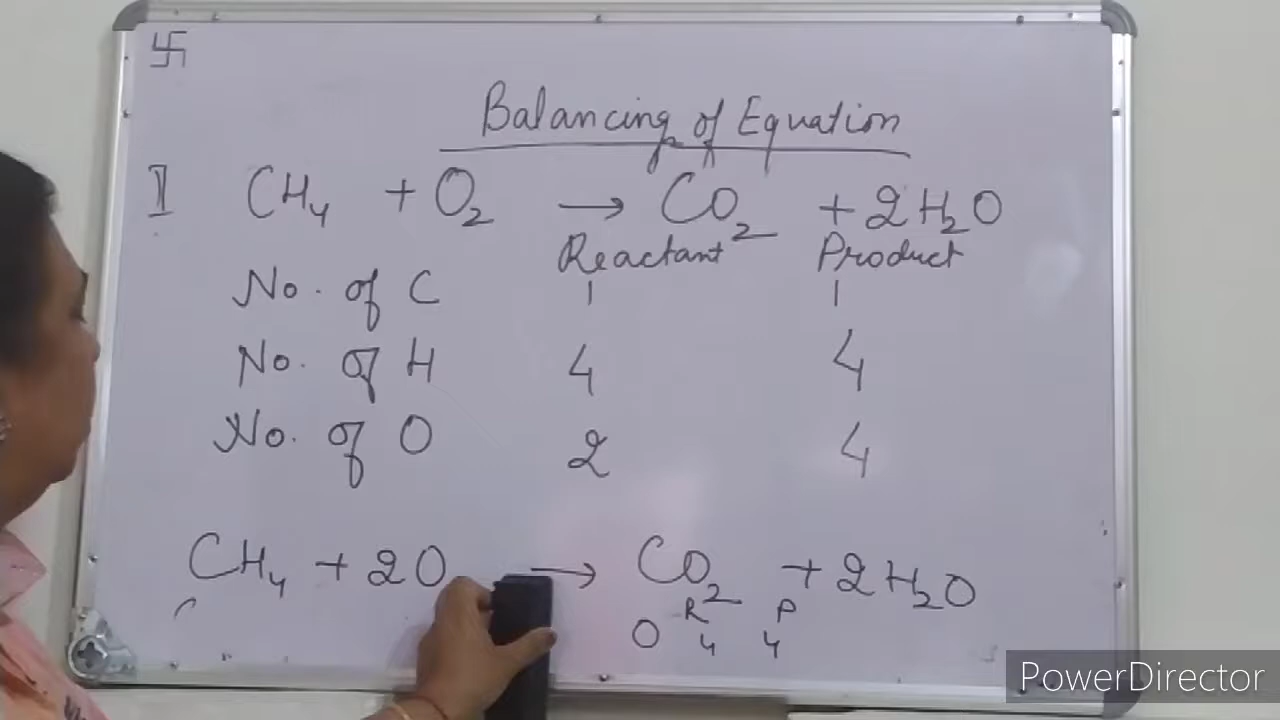 卐
Balancing of Equation
I CH4 + O2 → CO2 + 2H2O
Reactant Product
No. of C 1 1
No. of H 4 4
No. of O 2 4
CH4 + 2O → CO2 + 2H2O
R P
O 4 4
PowerDirector